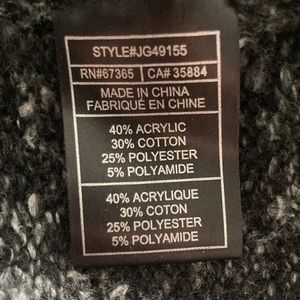 STYLE#JG49155
RN#67365 CA# 35884
MADE IN CHINA
FABRIQUÉ EN CHINE
40% ACRYLIC
30% COTTON
25% POLYESTER
5% POLYAMIDE
40% ACRYLIQUE
30% COTON
25% POLYESTER
5% POLYAMIDE